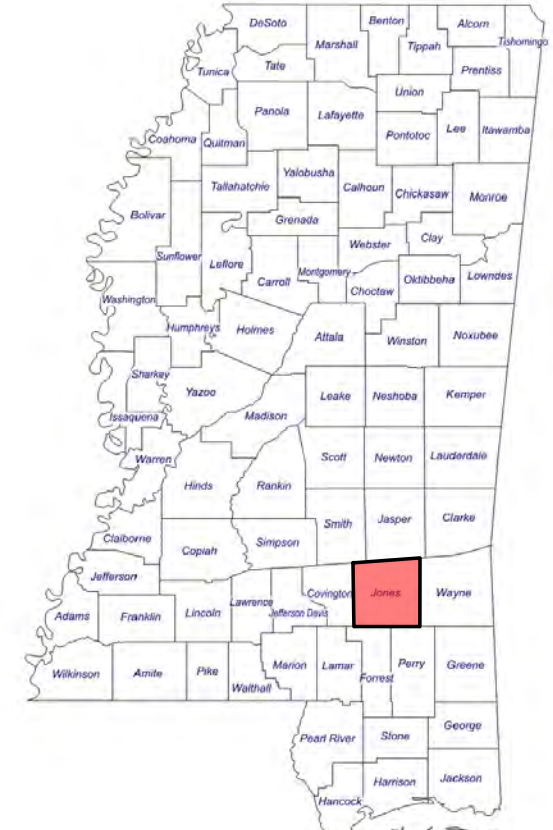 DeSoto
Benton
Alcorn
Marshall
Tippah
Tishomingo
Tunica
Tate
Prentiss
Union
Panola
Lafayette
Coahoma
Quitman
Pontotoc
Lee
Itawamba
Tallahatchie
Yalobusha
Calhoun
Chickasaw
Monroe
Bolivar
Grenada
Sunflower
Leflore
Webster
Clay
Carroll
Montgomery
Choctaw
Oktibbeha
Lowndes
Washington
Humphreys
Holmes
Attala
Winston
Noxubee
Sharkey
Yazoo
Leake
Neshoba
Kemper
Issaquena
Madison
Warren
Scott
Newton
Lauderdale
Hinds
Rankin
Smith
Jasper
Clarke
Claiborne
Copiah
Simpson
Jefferson
Covington
Jones
Wayne
Adams
Franklin
Lincoln
Lawrence
Jefferson Davis
Wilkinson
Amite
Pike
Walthall
Marion
Lamar
Forrest
Perry
Greene
Pearl River
Stone
George
Hancock
Harrison
Jackson